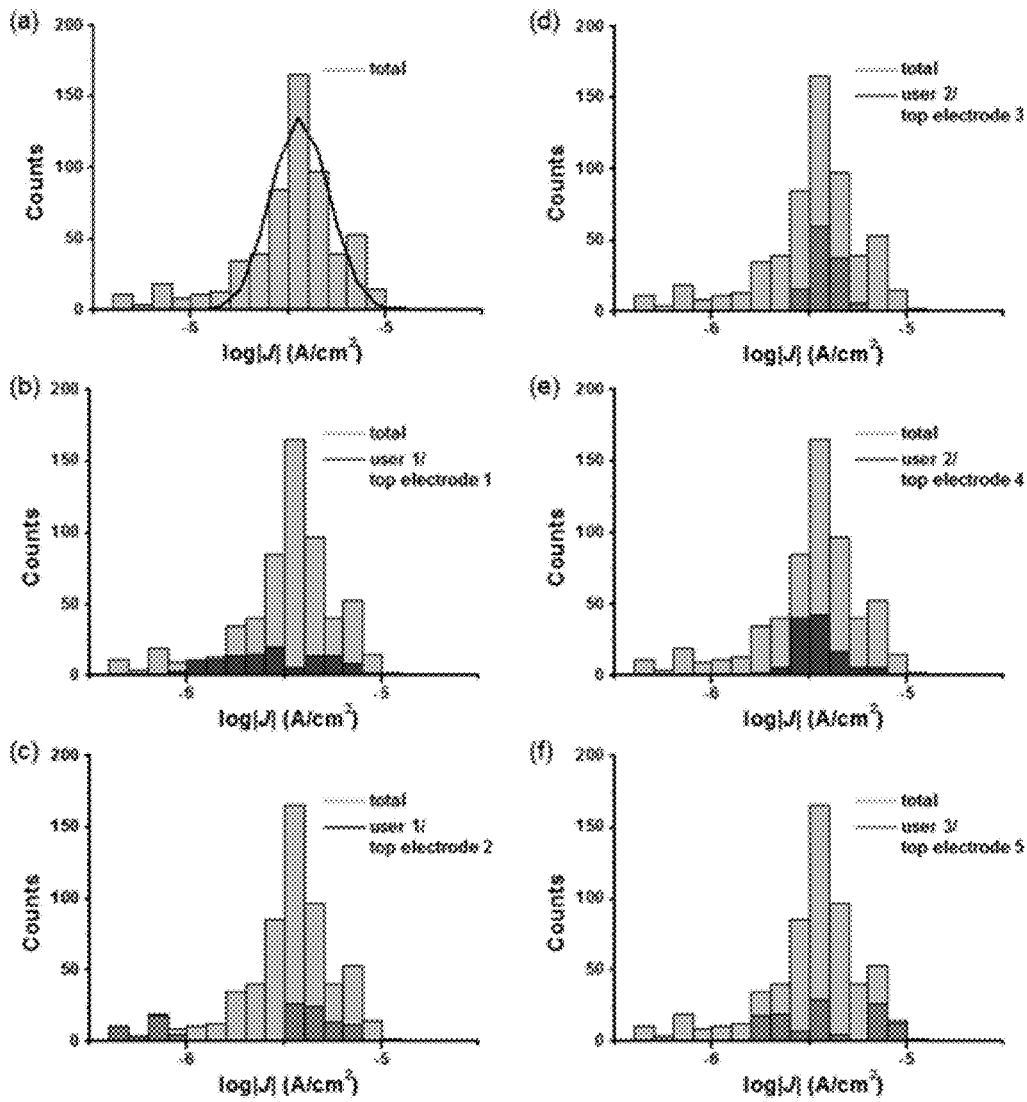 (a)
200
150
100
50
0
Counts
total
-6
-5
log|J| (A/cm²)
(b)
200
150
100
50
0
Counts
total
user 1/
top electrode 1
-6
-5
log|J| (A/cm²)
(c)
200
150
100
50
0
Counts
total
user 1/
top electrode 2
-6
-5
log|J| (A/cm²)
(d)
200
150
100
50
0
Counts
total
user 2/
top electrode 3
-6
-5
log|J| (A/cm²)
(e)
200
150
100
50
0
Counts
total
user 2/
top electrode 4
-6
-5
log|J| (A/cm²)
(f)
200
150
100
50
0
Counts
total
user 3/
top electrode 5
-6
-5
log|J| (A/cm²)